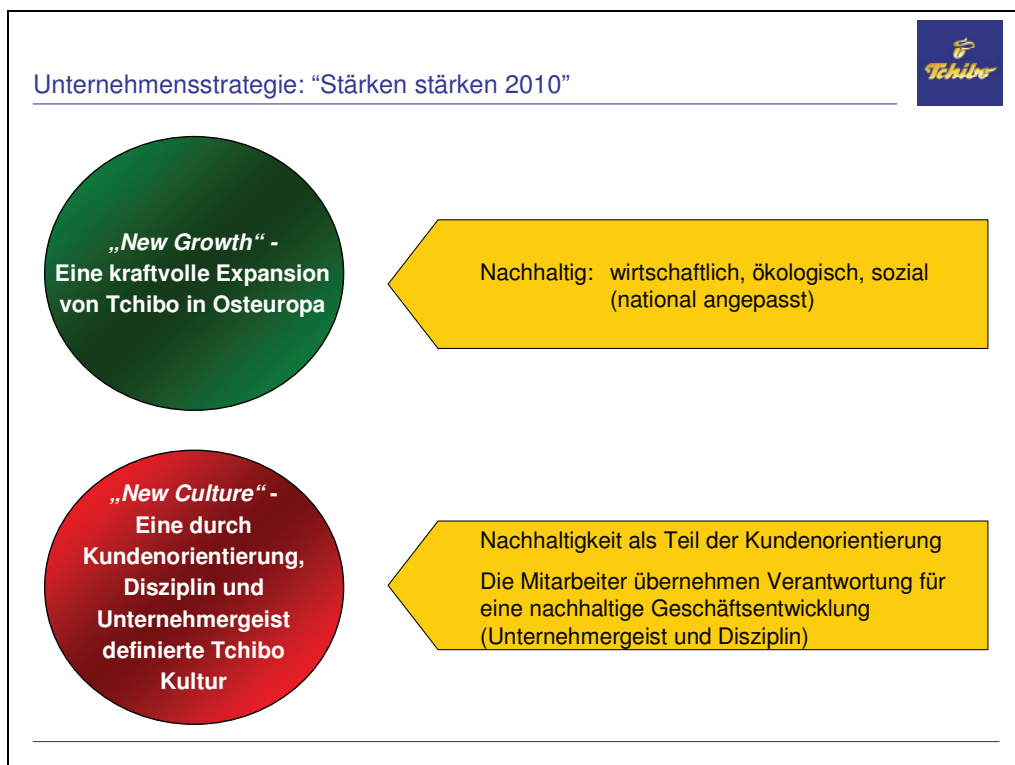 Tchibo
Unternehmensstrategie: “Stärken stärken 2010”
„New Growth“ -
Eine kraftvolle Expansion
von Tchibo in Osteuropa
Nachhaltig: wirtschaftlich, ökologisch, sozial
(national angepasst)
„New Culture“ -
Eine durch
Kundenorientierung,
Disziplin und
Unternehmergeist
definierte Tchibo
Kultur
Nachhaltigkeit als Teil der Kundenorientierung
Die Mitarbeiter übernehmen Verantwortung für
eine nachhaltige Geschäftsentwicklung
(Unternehmergeist und Disziplin)